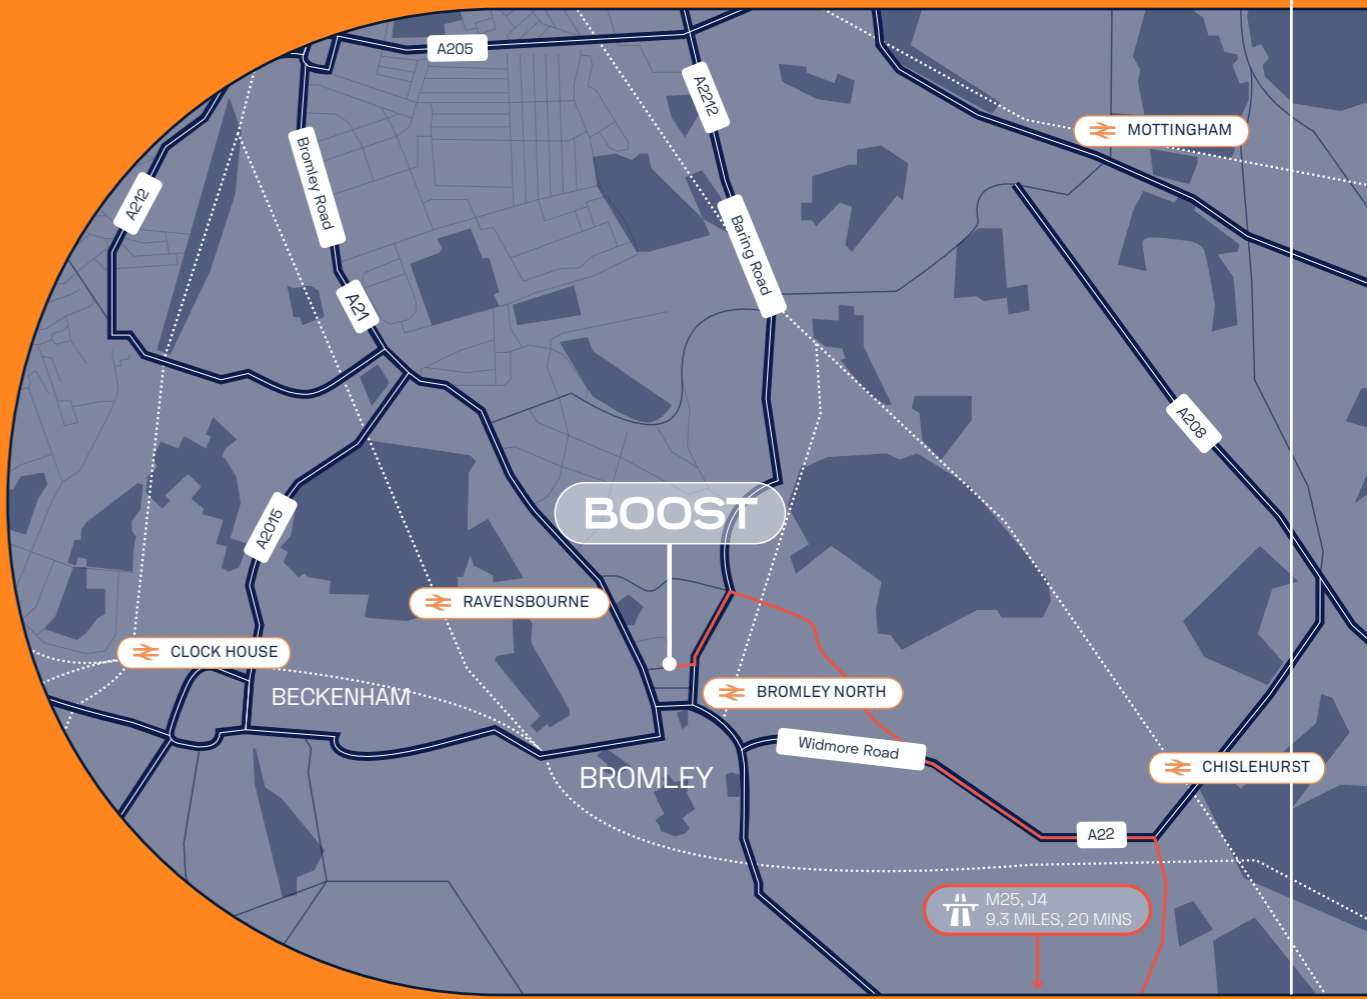 A205
A2212
MOTTINGHAM
Bromley Road
A212
Baring Road
A21
A208
BOOST
A2015
RAVENSBOURNE
CLOCK HOUSE
BECKENHAM
BROMLEY NORTH
Widmore Road
BROMLEY
CHISLEHURST
A22
M25, J4
9.3 MILES, 20 MINS